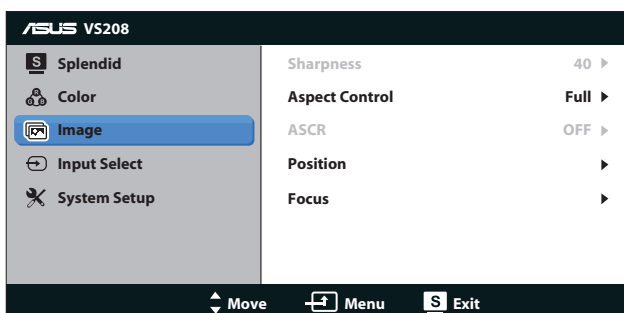 ASUS VS208
S Splendid
Color
Image
Input Select
System Setup
Sharpness 40
Aspect Control Full
ASCR OFF
Position
Focus
Move Menu S Exit